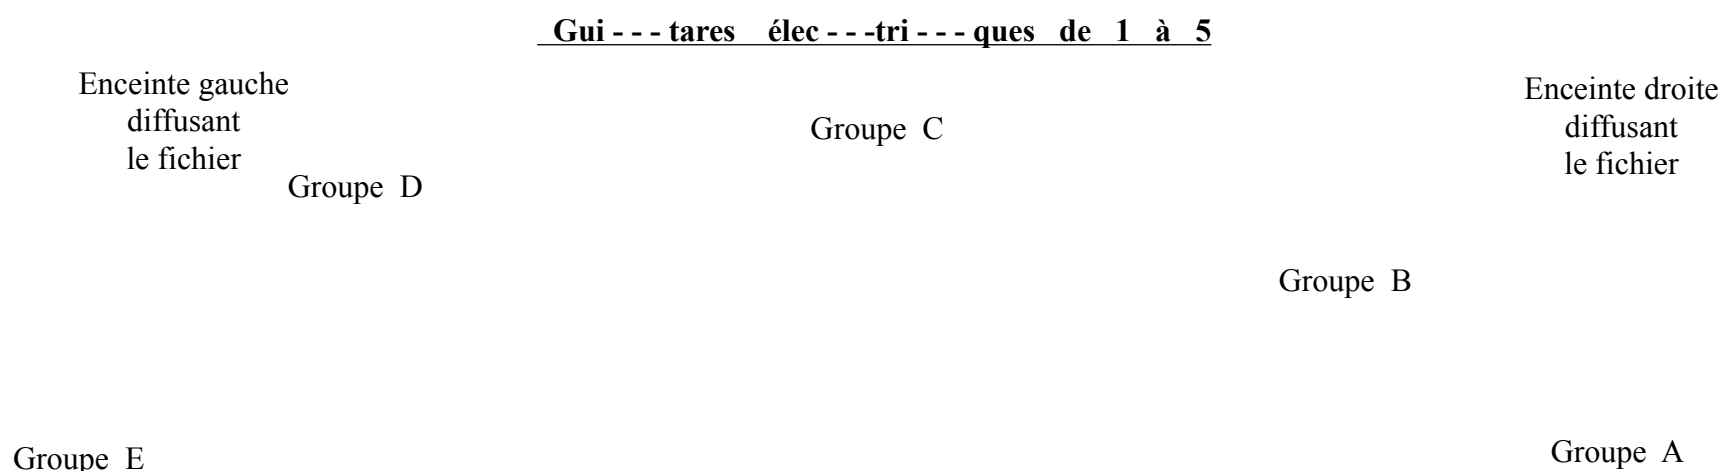 Gui - - - tares élec - - -tri - - - ques de 1 à 5
Enceinte gauche
diffusant
le fichier
Enceinte droite
diffusant
le fichier
Groupe C
Groupe D
Groupe B
Groupe E
Groupe A